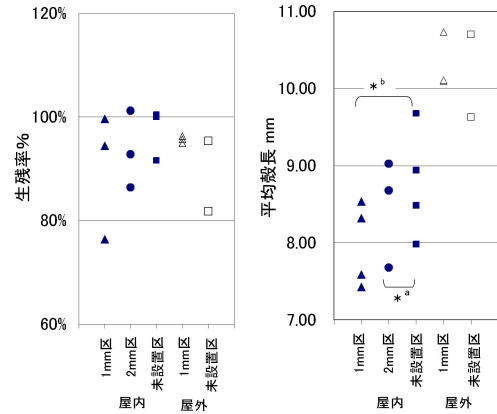 生残率%
120%
100%
80%
60%
1mm区
2mm区
未設置区
1mm区
未設置区
屋内
屋外
平均殻長 mm
11.00
10.00
9.00
8.00
7.00
*b
*a
1mm区
2mm区
未設置区
1mm区
未設置区
屋内
屋外